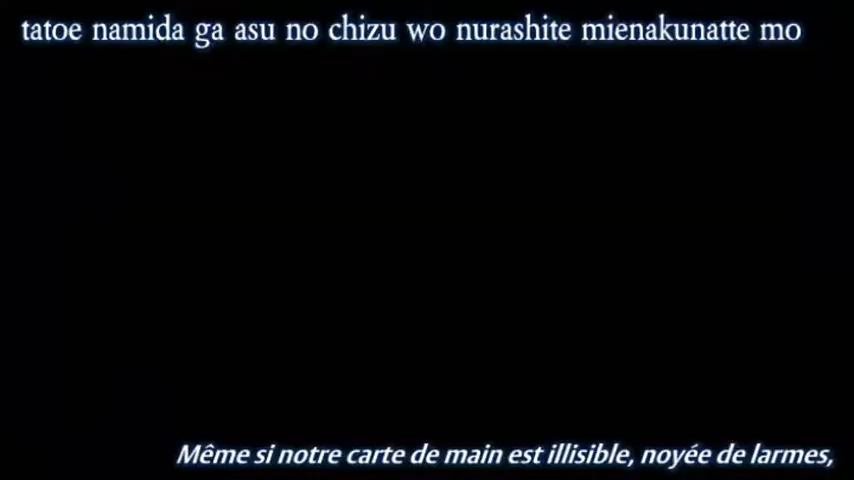 tatoe namida ga asu no chizu wo nurashite mienakunatte mo
Même si notre carte de main est illisible, noyée de larmes,